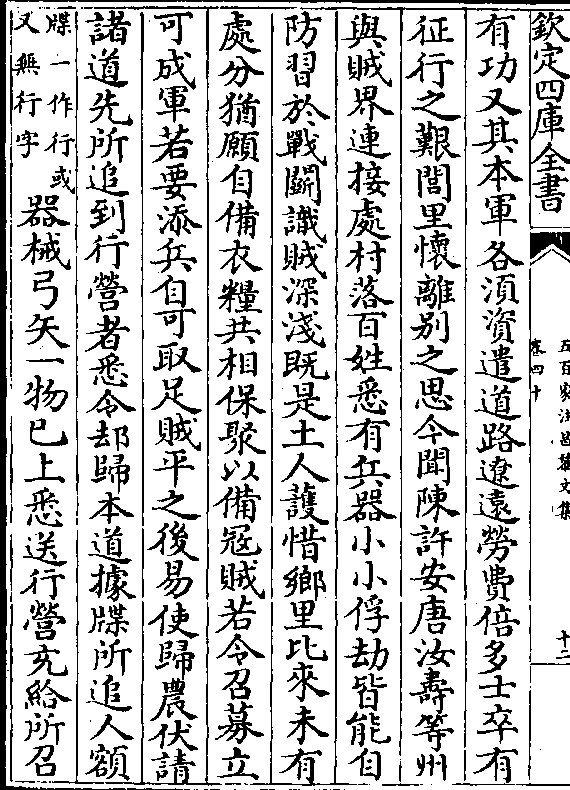 欽定四庫全書
五百家注昌黎文集
卷四十
十二
有功又其本軍各須資遣道路遼遠勞費倍多士卒有
征行之艱閭里懷離别之思今聞陳許安唐汝壽等州
與賊界連接處村落百姓悉有兵器小小俘劫皆能自
防習於戰鬬識賊深淺既是土人護惜鄉里比來未有
處分猶願自備衣糧共相保聚以備冦賊若令召募立
可成軍若要添兵自可取足賊平之後易使歸農伏請
諸道先所追到行營者悉令却歸本道據牒所追人額
牒一作行或
又無行字
器械弓矢一物已上悉送行營充給所召